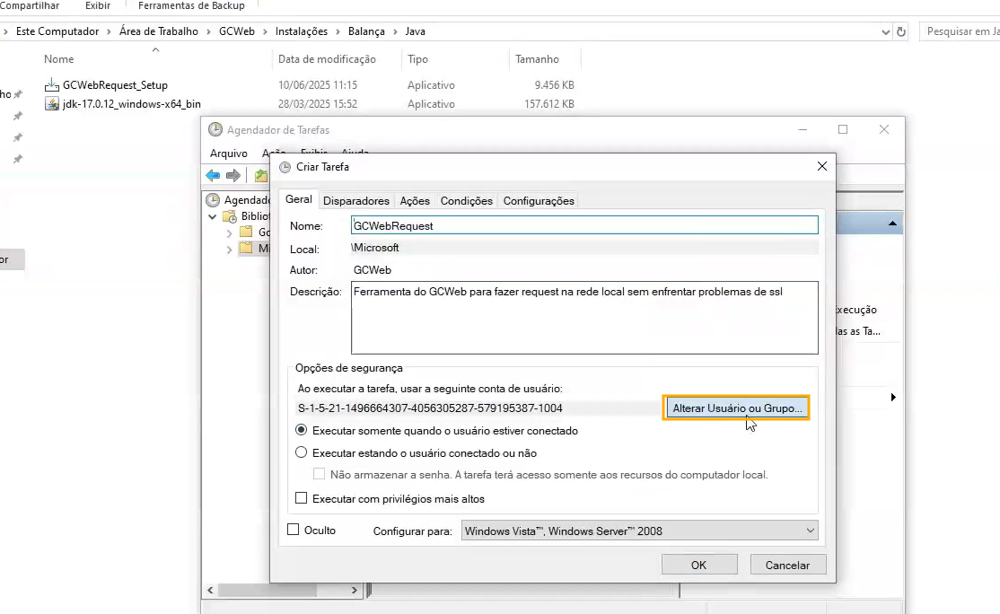 Compartilhar Exibir Ferramentas de Backup
Este Computador Área de Trabalho GCWeb Instalações Balança Java
Pesquisar em Ja
Nome Data de modificação Tipo Tamanho
GCWebRequest_Setup 10/06/2025 11:15 Aplicativo 9.456 KB
jdk-17.0.12_windows-x64_bin 28/03/2025 15:52 Aplicativo 157.612 KB
ho
or
Agendador de Tarefas
Arquivo Ação Exibir Ajuda
Agendado
Bibliot
Go
Mi
Execução
das as Ta...
Criar Tarefa
Geral Disparadores Ações Condições Configurações
Nome: GCWebRequest
Local: \Microsoft
Autor: GCWeb
Descrição: Ferramenta do GCWeb para fazer request na rede local sem enfrentar problemas de ssl
Opções de segurança
Ao executar a tarefa, usar a seguinte conta de usuário:
S-1-5-21-1496664307-4056305287-579195387-1004 Alterar Usuário ou Grupo...
Executar somente quando o usuário estiver conectado
Executar estando o usuário conectado ou não
Não armazenar a senha. A tarefa terá acesso somente aos recursos do computador local.
Executar com privilégios mais altos
Oculto Configurar para: Windows Vista™, Windows Server™ 2008
OK Cancelar